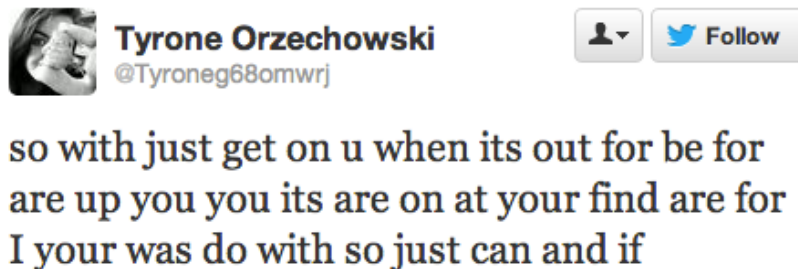 Tyrone Orzechowski
Follow
@Tyroneg68omwrj
so with just get on u when its out for be for
are up you you its are on at your find are for
I your was do with so just can and if